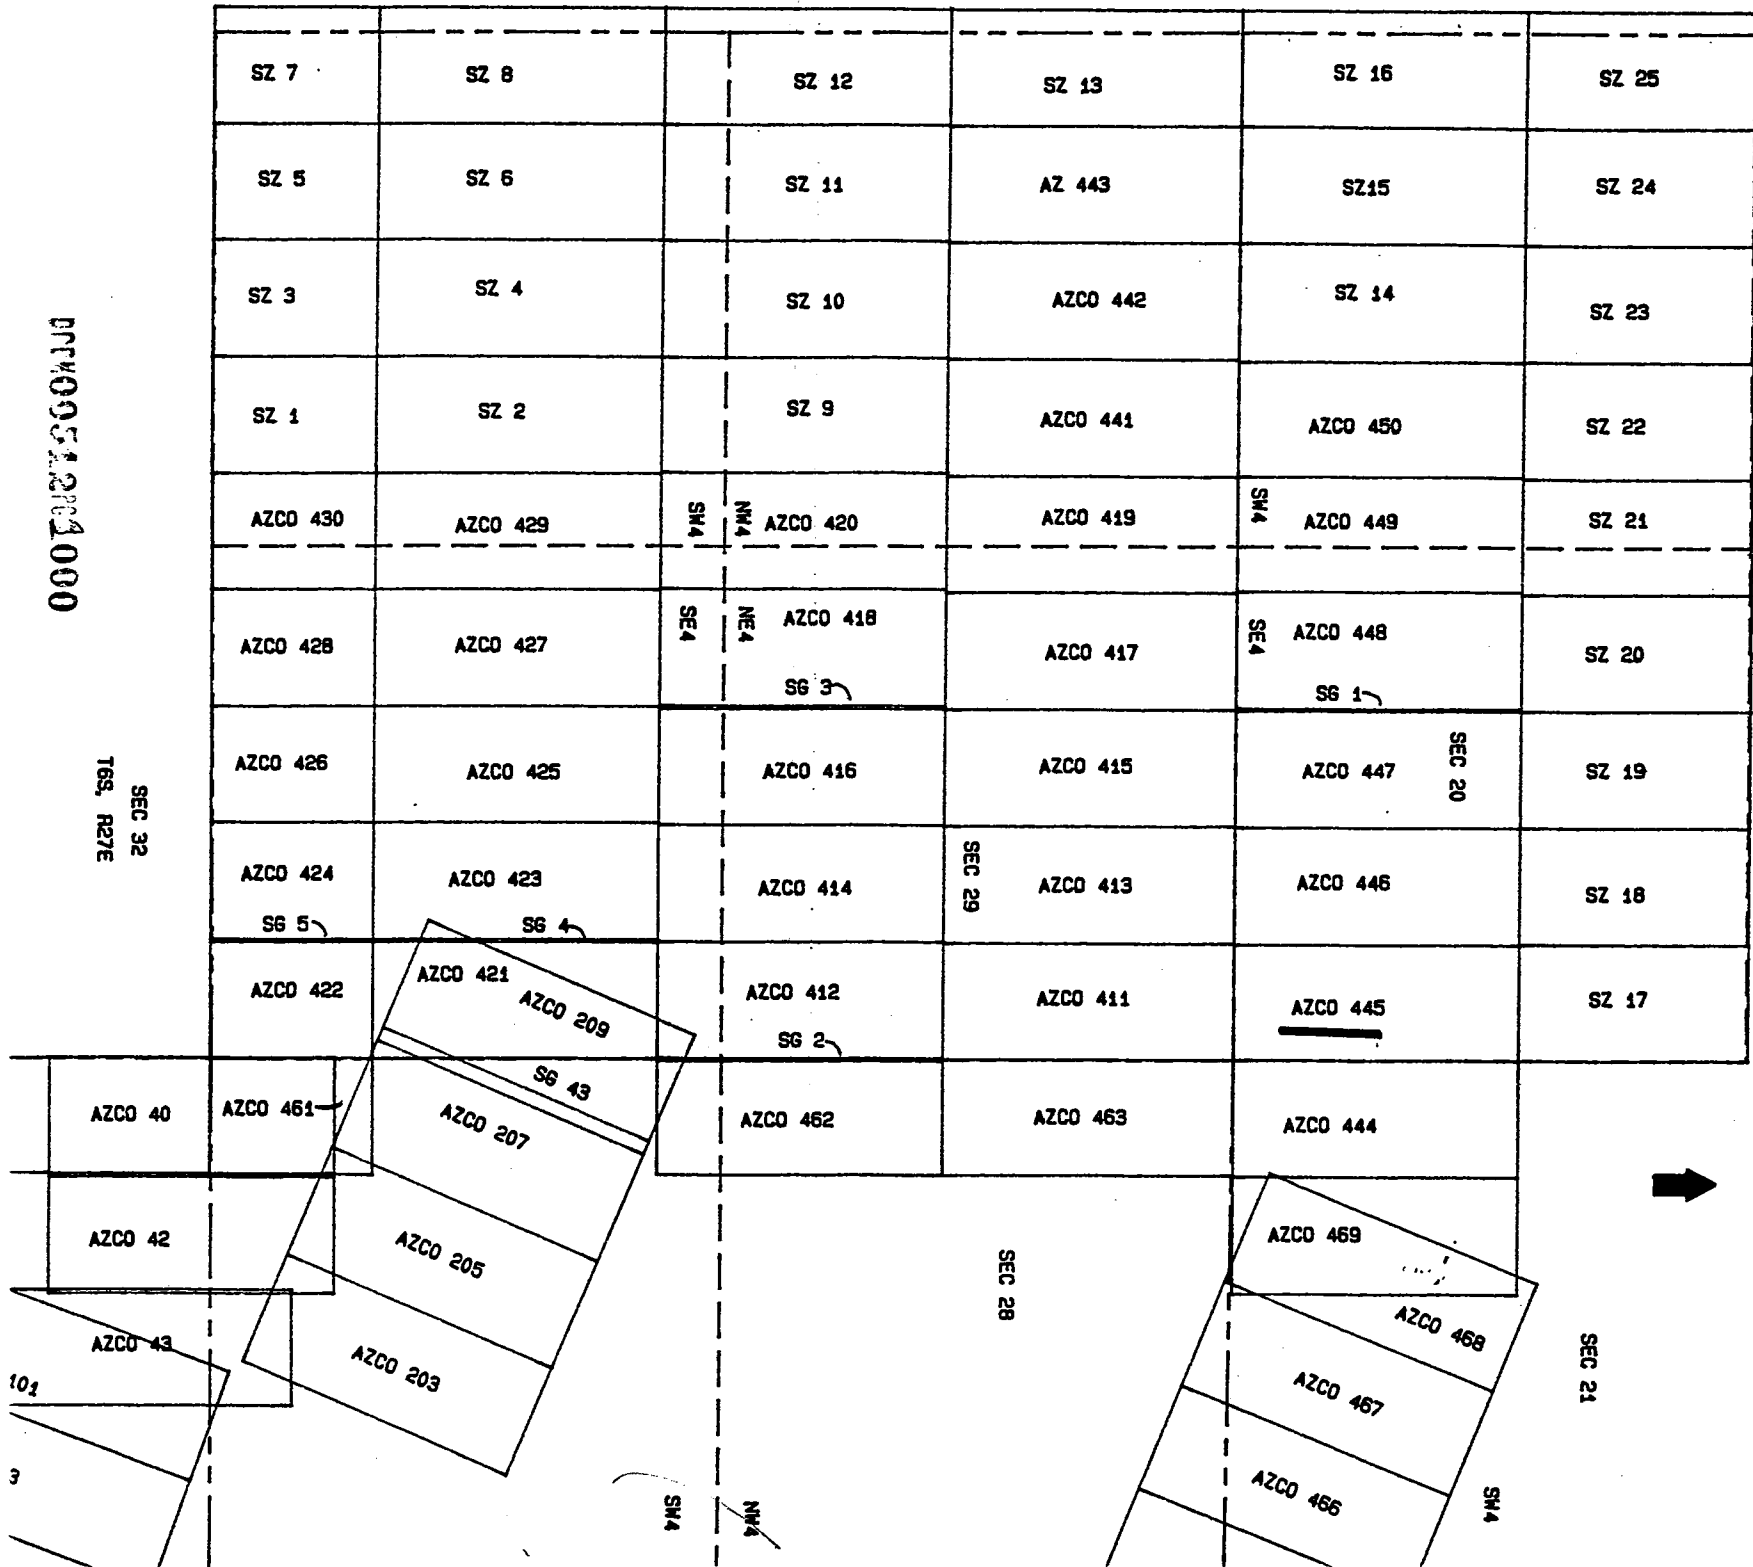 SZ 7
SZ 8
SZ 12
SZ 13
SZ 16
SZ 25
SZ 5
SZ 6
SZ 11
AZ 443
SZ15
SZ 24
SZ 3
SZ 4
SZ 10
AZCO 442
SZ 14
SZ 23
SZ 1
SZ 2
SZ 9
AZCO 441
AZCO 450
SZ 22
AZCO 430
AZCO 429
SW4
NW4
AZCO 420
AZCO 419
SW4
AZCO 449
SZ 21
AZCO 428
AZCO 427
SE4
NE4
AZCO 418
AZCO 417
SE4
AZCO 448
SZ 20
SG 3
SG 1
AZCO 426
AZCO 425
AZCO 416
AZCO 415
AZCO 447
SEC 20
SZ 19
SEC 32
T6S, R27E
AZCO 424
AZCO 423
AZCO 414
SEC 29
AZCO 413
AZCO 446
SZ 18
SG 5
SG 4
AZCO 422
AZCO 421
AZCO 209
AZCO 412
AZCO 411
AZCO 445
SZ 17
SG 2
SG 43
AZCO 40
AZCO 461
AZCO 207
AZCO 462
AZCO 463
AZCO 444
AZCO 42
AZCO 205
SEC 28
AZCO 469
AZCO 468
SEC 21
AZCO 43
101
AZCO 203
AZCO 467
3
SW4
NW4
AZCO 466
SW4